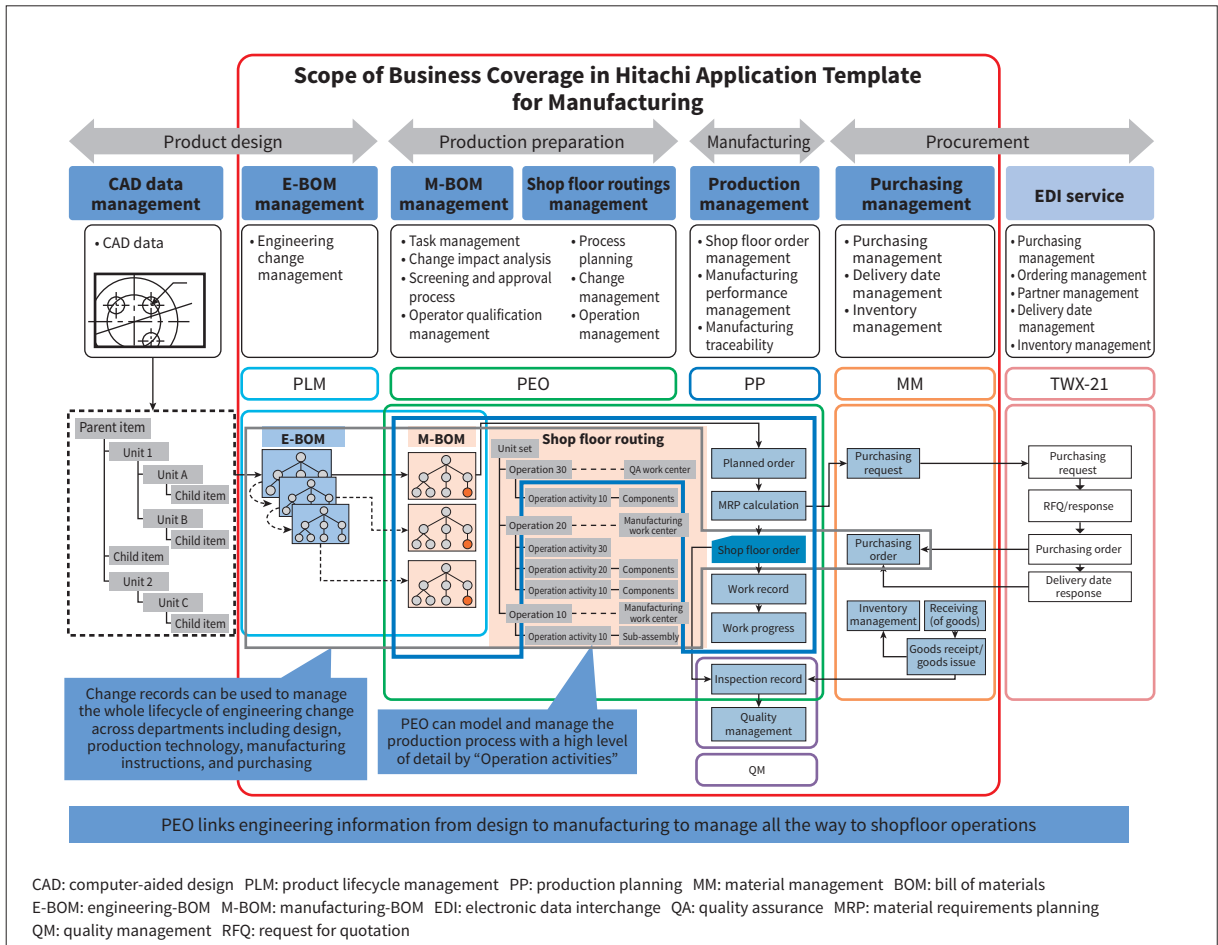 Scope of Business Coverage in Hitachi Application Template
for Manufacturing
Product design
Production preparation
Manufacturing
Procurement
CAD data
management
E-BOM
management
M-BOM
management
Shop floor routings
management
Production
management
Purchasing
management
EDI service
• CAD data
• Engineering
change
management
• Task management
• Change impact analysis
• Screening and approval
process
• Operator qualification
management
• Process
planning
• Change
management
• Operation
management
• Shop floor order
management
• Manufacturing
performance
management
• Manufacturing
traceability
• Purchasing
management
• Delivery date
management
• Inventory
management
• Purchasing
management
• Ordering management
• Partner management
• Delivery date
management
• Inventory management
PLM
PEO
PP
MM
TWX-21
Parent item
Unit 1
Unit A
Child item
Unit B
Child item
Child item
Unit 2
Unit C
Child item
E-BOM
M-BOM
Shop floor routing
Unit set
Operation 30
QA work center
Operation activity 10
Components
Operation 20
Manufacturing
work center
Operation activity 30
Operation activity 20
Components
Operation activity 10
Components
Operation 10
Manufacturing
work center
Operation activity 10
Sub-assembly
Planned order
MRP calculation
Shop floor order
Work record
Work progress
Inspection record
Quality
management
QM
Purchasing
request
Purchasing
order
Inventory
management
Receiving
(of goods)
Goods receipt/
goods issue
Purchasing
request
RFQ/response
Purchasing order
Delivery date
response
Change records can be used to manage
the whole lifecycle of engineering change
across departments including design,
production technology, manufacturing
instructions, and purchasing
PEO can model and manage the
production process with a high level
of detail by “Operation activities”
PEO links engineering information from design to manufacturing to manage all the way to shopfloor operations
CAD: computer-aided design PLM: product lifecycle management PP: production planning MM: material management BOM: bill of materials
E-BOM: engineering-BOM M-BOM: manufacturing-BOM EDI: electronic data interchange QA: quality assurance MRP: material requirements planning
QM: quality management RFQ: request for quotation